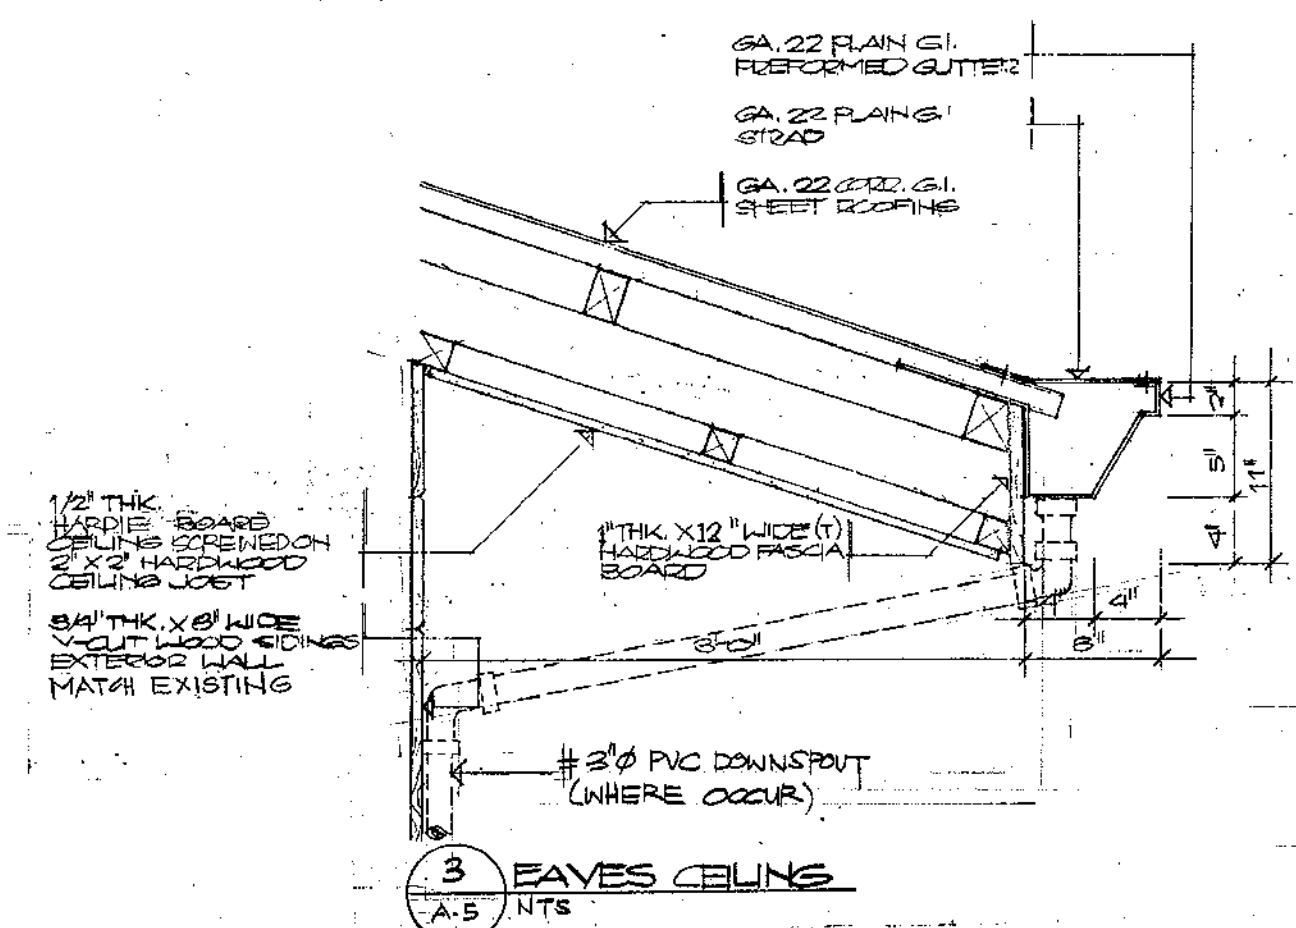 GA. 22 PLAIN G.I.
PREFORMED GUTTER
GA. 22 PLAIN G.I
STRAP
GA. 22 CORR. G.I.
SHEET ROOFING
2"
5"
11"
4"
1/2" THK.
HARDIE BOARD
CEILING SCREWED ON
2" X 2" HARDWOOD
CEILING JOIST
1" THK. X 12" WIDE (T)
HARDWOOD FASCIA
BOARD
3/4" THK. X 8" WIDE
V-CUT WOOD SIDINGS
EXTERIOR WALL
MATCH EXISTING
4"
4"
8"
3"Ø PVC DOWNSPOUT
(WHERE OCCUR)
3
EAVES CEILING
A-5
NTS